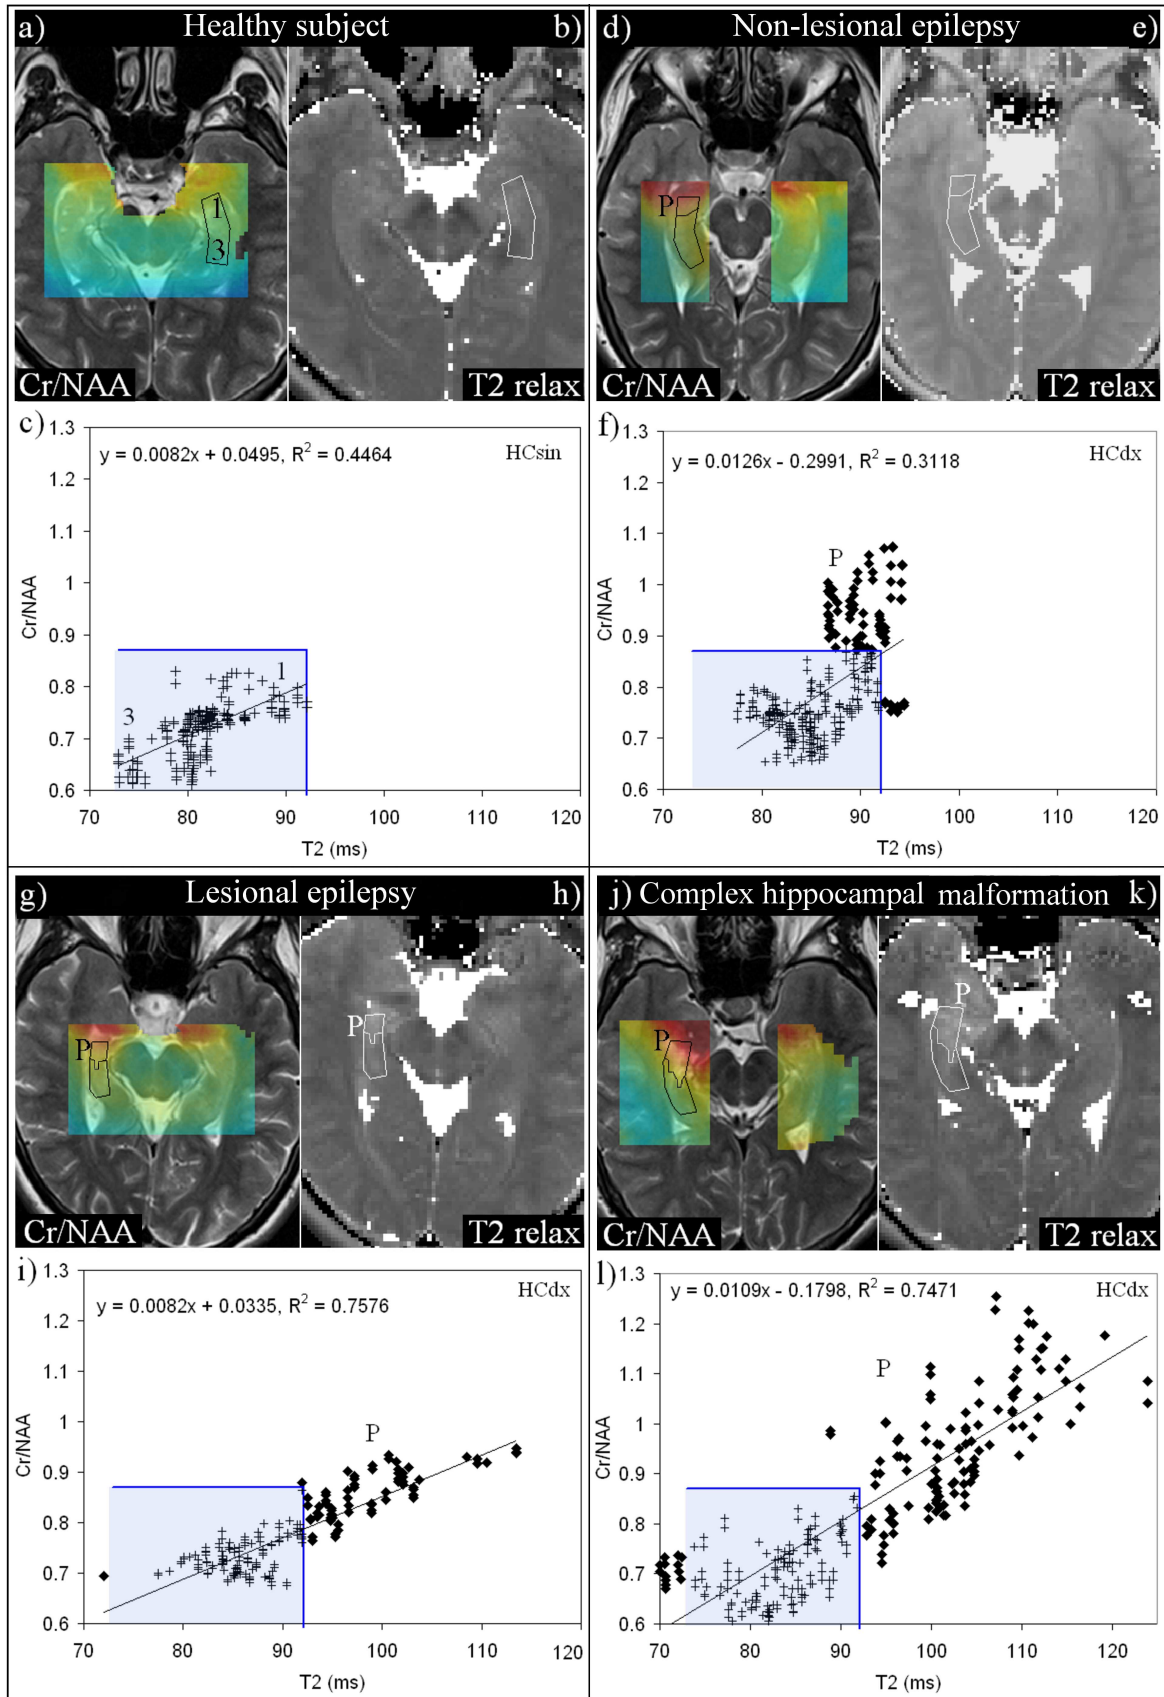 a) Healthy subject b)
1
3
Cr/NAA
T2 relax
c)
y = 0.0082x + 0.0495, R² = 0.4464
HCsin
1.3
1.2
1.1
1
0.9
0.8
0.7
0.6
Cr/NAA
1
3
70 80 90 100 110 120
T2 (ms)
d) Non-lesional epilepsy e)
P
Cr/NAA
T2 relax
f)
y = 0.0126x - 0.2991, R² = 0.3118
HCdx
1.3
1.2
1.1
1
0.9
0.8
0.7
0.6
Cr/NAA
P
70 80 90 100 110 120
T2 (ms)
g) Lesional epilepsy h)
P
P
Cr/NAA
T2 relax
i)
y = 0.0082x + 0.0335, R² = 0.7576
HCdx
1.3
1.2
1.1
1
0.9
0.8
0.7
0.6
Cr/NAA
P
70 80 90 100 110 120
T2 (ms)
j) Complex hippocampal malformation k)
P
P
Cr/NAA
T2 relax
l)
y = 0.0109x - 0.1798, R² = 0.7471
HCdx
1.3
1.2
1.1
1
0.9
0.8
0.7
0.6
Cr/NAA
P
70 80 90 100 110 120
T2 (ms)